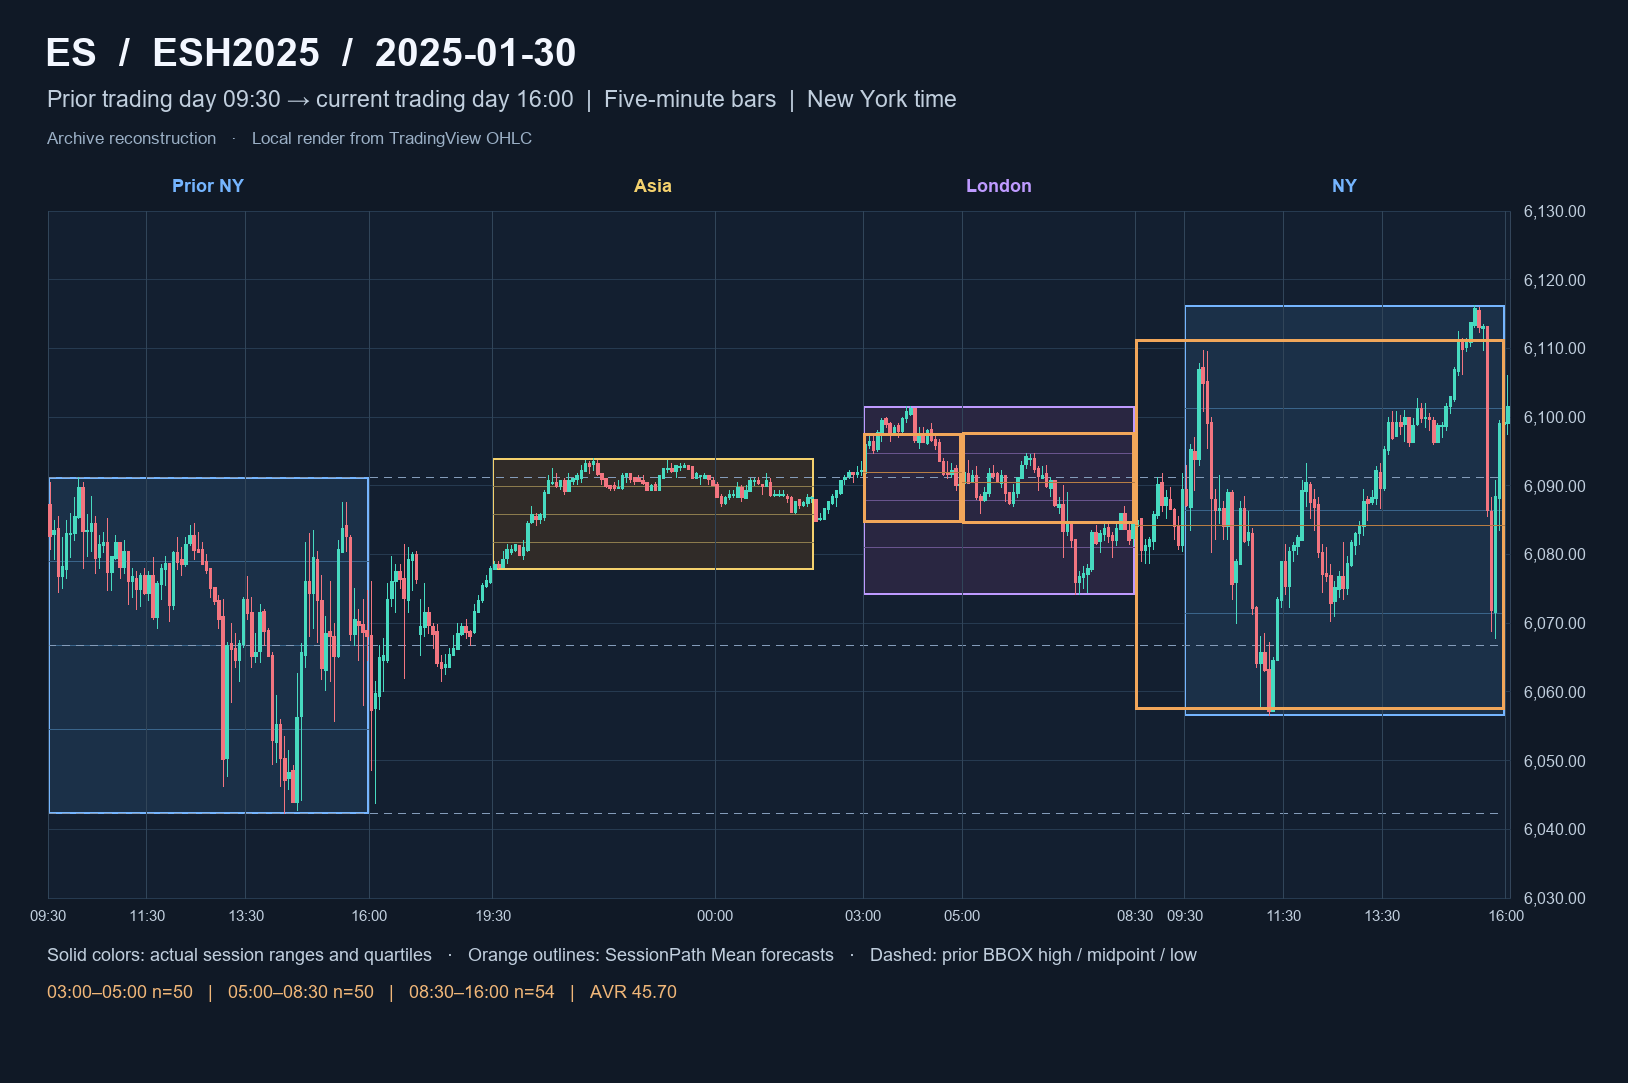 ES / ESH2025 / 2025-01-30
Prior trading day 09:30 → current trading day 16:00 | Five-minute bars | New York time
Archive reconstruction · Local render from TradingView OHLC
Prior NY Asia London NY
6,130.00
6,120.00
6,110.00
6,100.00
6,090.00
6,080.00
6,070.00
6,060.00
6,050.00
6,040.00
6,030.00
09:30 11:30 13:30 16:00 19:30 00:00 03:00 05:00 08:30 09:30 11:30 13:30 16:00
Solid colors: actual session ranges and quartiles · Orange outlines: SessionPath Mean forecasts · Dashed: prior BBOX high / midpoint / low
03:00–05:00 n=50 | 05:00–08:30 n=50 | 08:30–16:00 n=54 | AVR 45.70